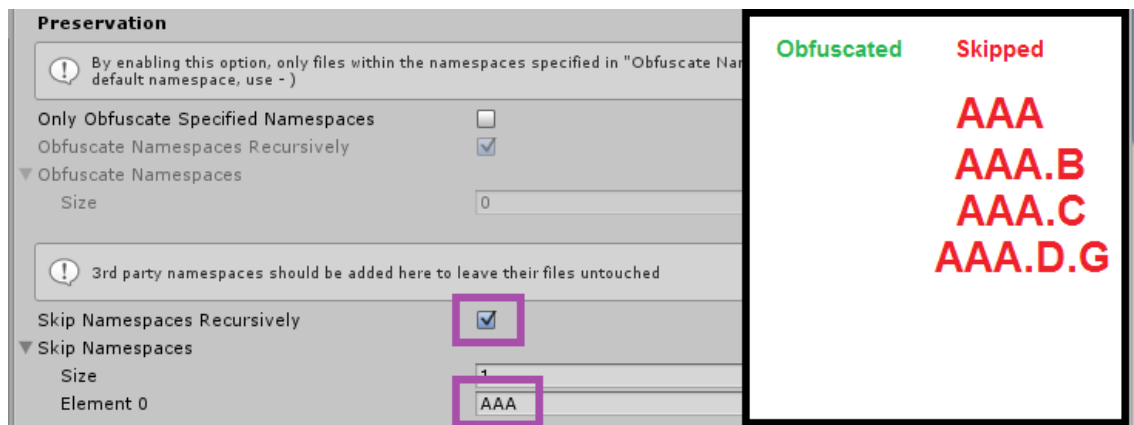 Preservation
By enabling this option, only files within the namespaces specified in "Obfuscate Nar
default namespace, use - )
Only Obfuscate Specified Namespaces
Obfuscate Namespaces Recursively
Obfuscate Namespaces
Size 0
3rd party namespaces should be added here to leave their files untouched
Skip Namespaces Recursively
Skip Namespaces
Size 1
Element 0 AAA
Obfuscated Skipped
AAA
AAA.B
AAA.C
AAA.D.G